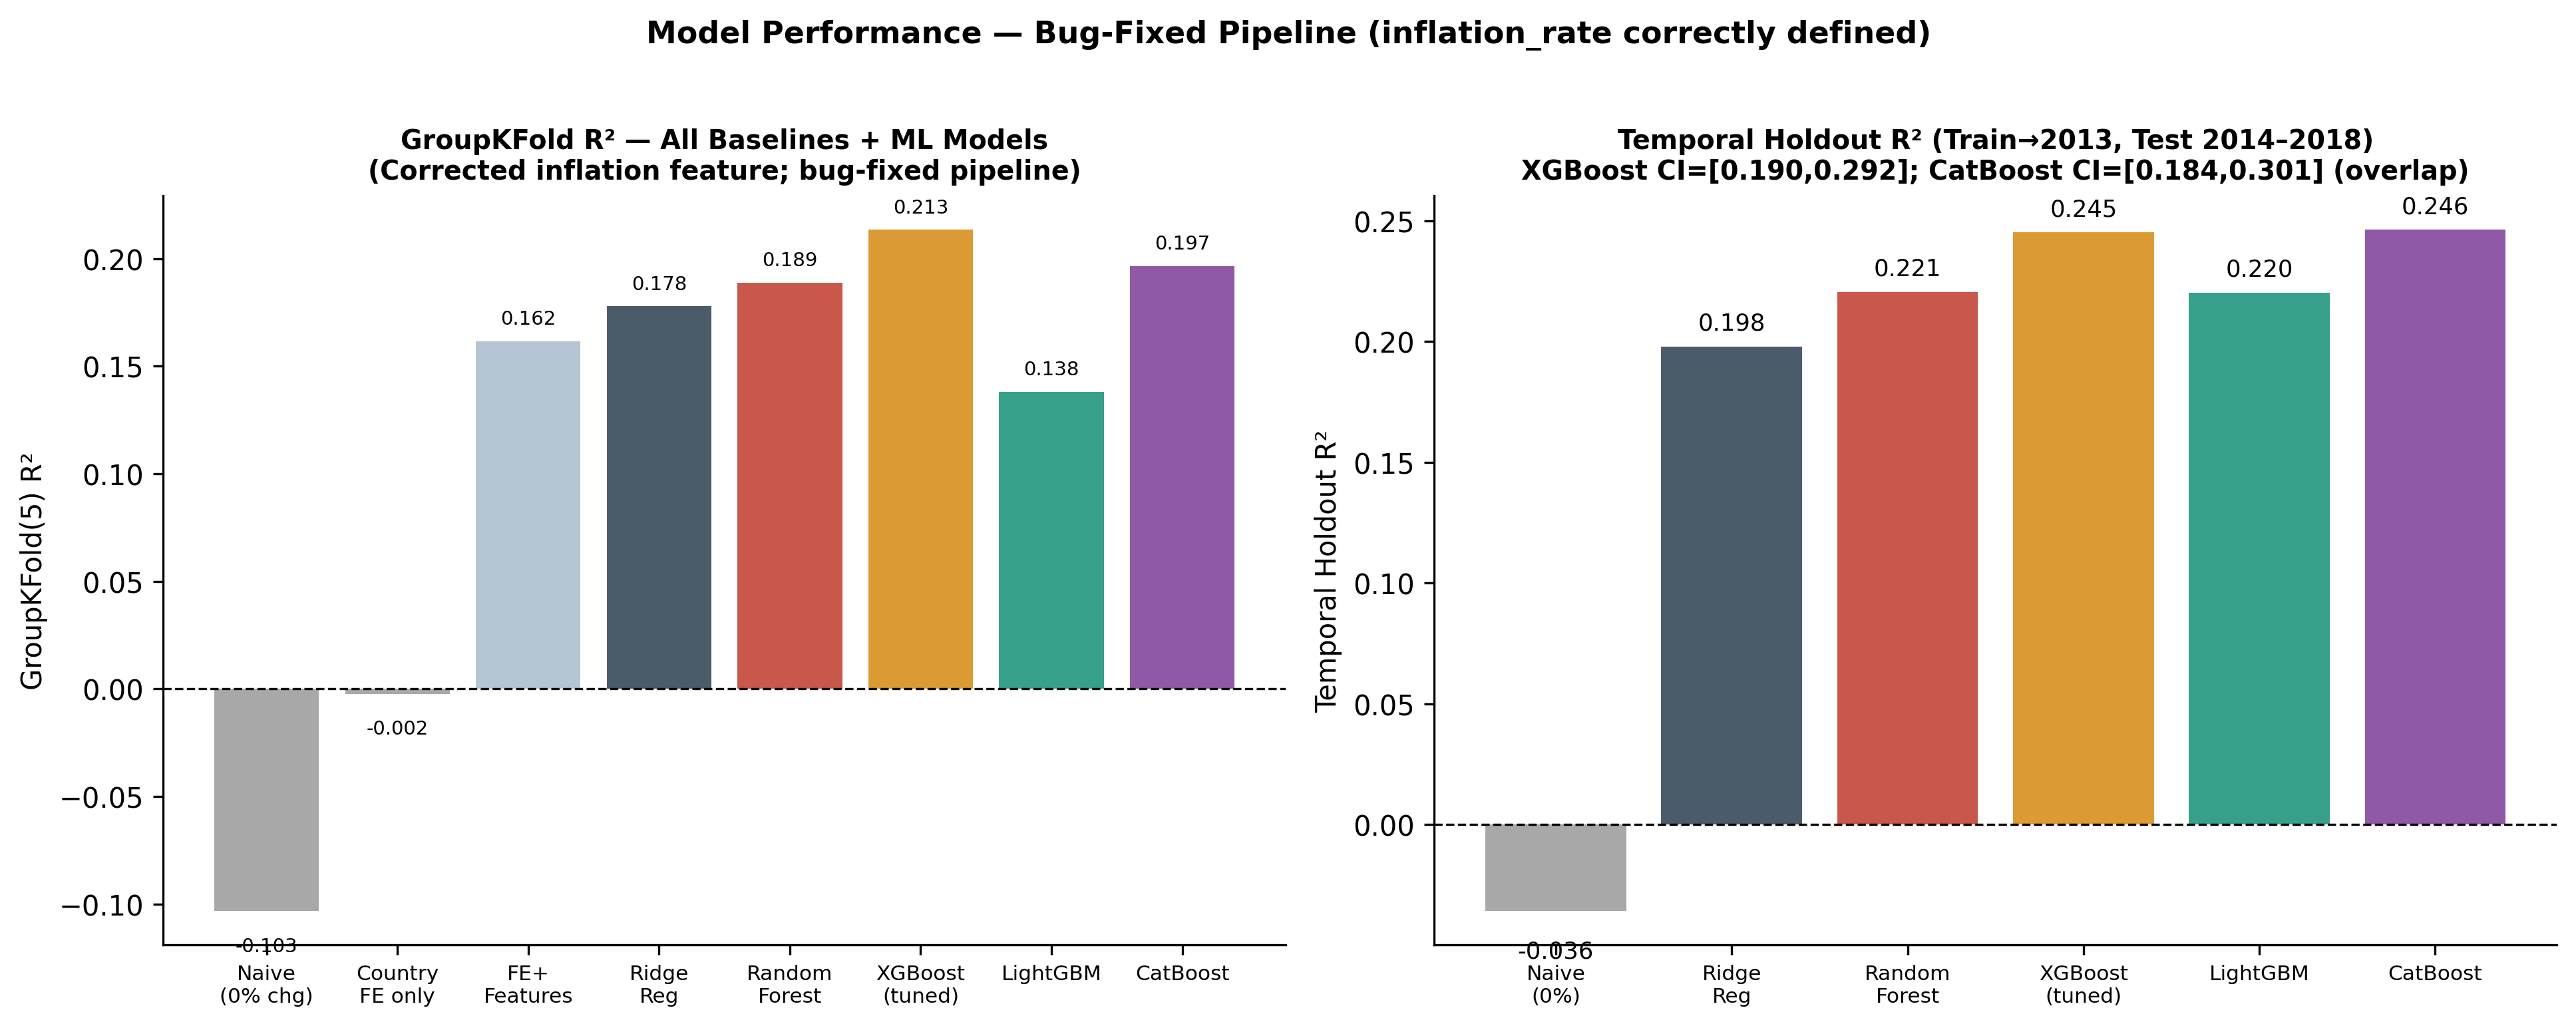 Model Performance — Bug-Fixed Pipeline (inflation_rate correctly defined)
GroupKFold R² — All Baselines + ML Models
(Corrected inflation feature; bug-fixed pipeline)
GroupKFold(5) R²
0.20
0.15
0.10
0.05
0.00
−0.05
−0.10
-0.103
-0.002
0.162
0.178
0.189
0.213
0.138
0.197
Naive
(0% chg)
Country
FE only
FE+
Features
Ridge
Reg
Random
Forest
XGBoost
(tuned)
LightGBM
CatBoost
Temporal Holdout R² (Train→2013, Test 2014–2018)
XGBoost CI=[0.190,0.292]; CatBoost CI=[0.184,0.301] (overlap)
Temporal Holdout R²
0.25
0.20
0.15
0.10
0.05
0.00
-0.036
0.198
0.221
0.245
0.220
0.246
Naive
(0%)
Ridge
Reg
Random
Forest
XGBoost
(tuned)
LightGBM
CatBoost